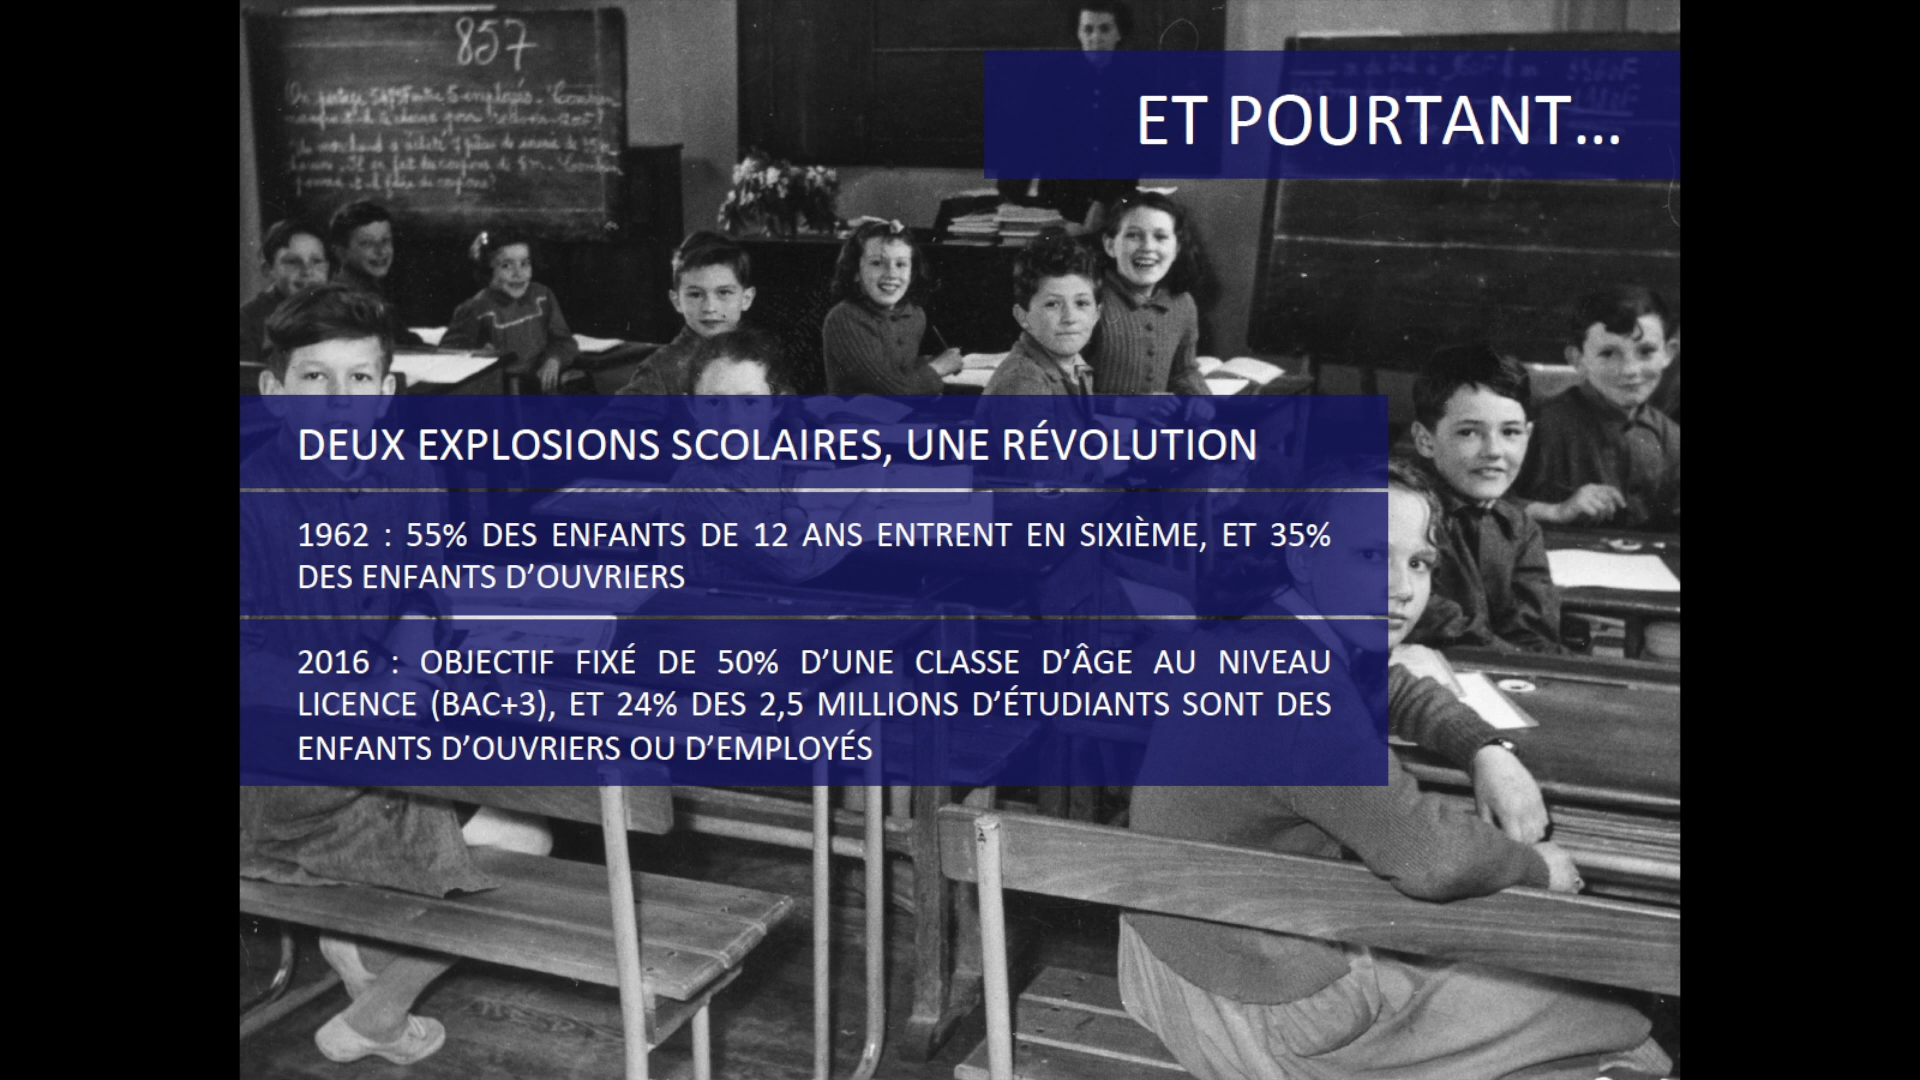 857
ET POURTANT...
DEUX EXPLOSIONS SCOLAIRES, UNE RÉVOLUTION
1962 : 55% DES ENFANTS DE 12 ANS ENTRENT EN SIXIÈME, ET 35%
DES ENFANTS D’OUVRIERS
2016 : OBJECTIF FIXÉ DE 50% D’UNE CLASSE D’ÂGE AU NIVEAU
LICENCE (BAC+3), ET 24% DES 2,5 MILLIONS D’ÉTUDIANTS SONT DES
ENFANTS D’OUVRIERS OU D’EMPLOYÉS